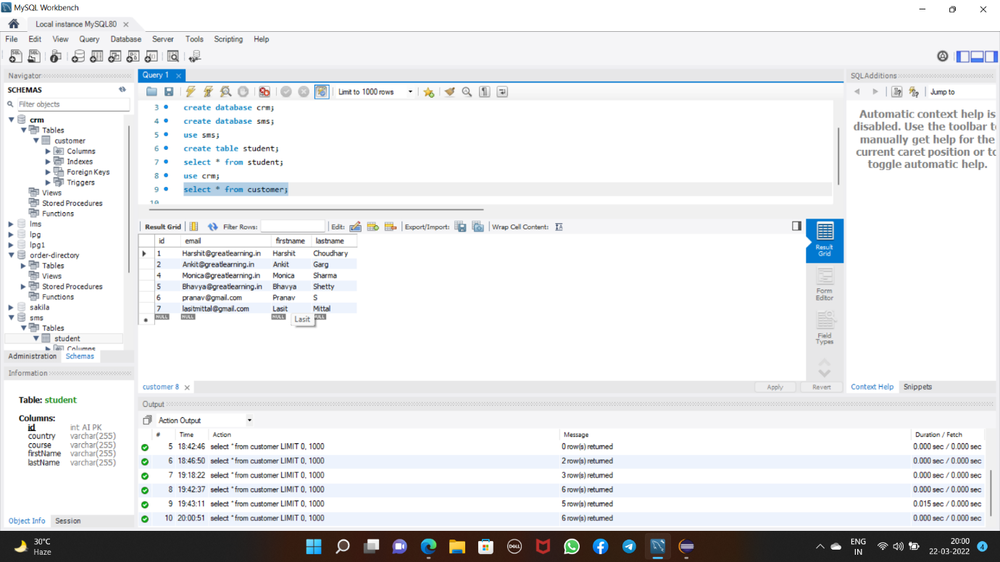 MySQL Workbench
Local instance MySQL80
File Edit View Query Database Server Tools Scripting Help
Navigator
SCHEMAS
Filter objects
crm
Tables
customer
Columns
Indexes
Foreign Keys
Triggers
Views
Stored Procedures
Functions
lms
lpg
lpg1
order-directory
Tables
Views
Stored Procedures
Functions
sakila
sms
Tables
student
Columns
Administration Schemas
Information
Table: student
Columns:
id int AI PK
country varchar(255)
course varchar(255)
firstName varchar(255)
lastName varchar(255)
Object Info Session
Query 1
Limit to 1000 rows
3 create database crm;
4 create database sms;
5 use sms;
6 create table student;
7 select * from student;
8 use crm;
9 select * from customer;
10
Result Grid Filter Rows: Edit: Export/Import: Wrap Cell Content:
id email firstname lastname
1 Harshit@greatlearning.in Harshit Choudhary
2 Ankit@greatlearning.in Ankit Garg
4 Monica@greatlearning.in Monica Sharma
5 Bhavya@greatlearning.in Bhavya Shetty
6 pranav@gmail.com Pranav S
7 lasitmittal@gmail.com Lasit Mittal
NULL NULL NULL
Lasit
Result
Grid
Form
Editor
Field
Types
customer 8
Apply Revert
SQLAdditions
Jump to
Automatic context help is
disabled. Use the toolbar
manually get help for the
current caret position or to
toggle automatic help.
Context Help Snippets
Output
Action Output
# Time Action Message Duration / Fetch
5 18:42:46 select * from customer LIMIT 0, 1000 0 row(s) returned 0.000 sec / 0.000 sec
6 18:46:50 select * from customer LIMIT 0, 1000 2 row(s) returned 0.000 sec / 0.000 sec
7 19:18:22 select * from customer LIMIT 0, 1000 3 row(s) returned 0.000 sec / 0.000 sec
8 19:42:37 select * from customer LIMIT 0, 1000 6 row(s) returned 0.000 sec / 0.000 sec
9 19:43:11 select * from customer LIMIT 0, 1000 5 row(s) returned 0.015 sec / 0.000 sec
10 20:00:51 select * from customer LIMIT 0, 1000 6 row(s) returned 0.000 sec / 0.000 sec
30°C
Haze
DELL
ENG
IN
20:00
22-03-2022
4